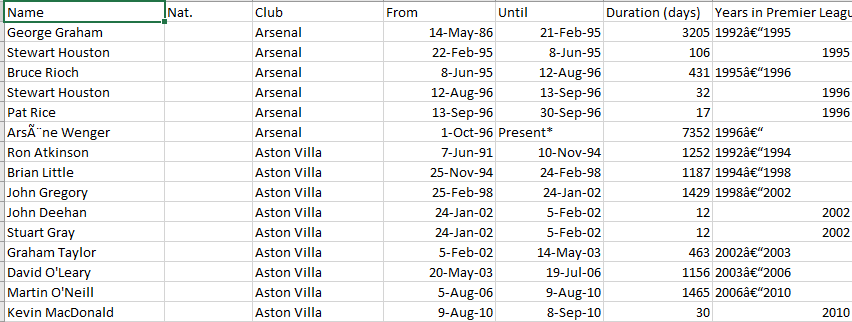 Name Nat. Club From Until Duration (days) Years in Premier Leagu
George Graham Arsenal 14-May-86 21-Feb-95 3205 1992â€“1995
Stewart Houston Arsenal 22-Feb-95 8-Jun-95 106 1995
Bruce Rioch Arsenal 8-Jun-95 12-Aug-96 431 1995â€“1996
Stewart Houston Arsenal 12-Aug-96 13-Sep-96 32 1996
Pat Rice Arsenal 13-Sep-96 30-Sep-96 17 1996
ArsÃ¨ne Wenger Arsenal 1-Oct-96 Present* 7352 1996â€“
Ron Atkinson Aston Villa 7-Jun-91 10-Nov-94 1252 1992â€“1994
Brian Little Aston Villa 25-Nov-94 24-Feb-98 1187 1994â€“1998
John Gregory Aston Villa 25-Feb-98 24-Jan-02 1429 1998â€“2002
John Deehan Aston Villa 24-Jan-02 5-Feb-02 12 2002
Stuart Gray Aston Villa 24-Jan-02 5-Feb-02 12 2002
Graham Taylor Aston Villa 5-Feb-02 14-May-03 463 2002â€“2003
David O'Leary Aston Villa 20-May-03 19-Jul-06 1156 2003â€“2006
Martin O'Neill Aston Villa 5-Aug-06 9-Aug-10 1465 2006â€“2010
Kevin MacDonald Aston Villa 9-Aug-10 8-Sep-10 30 2010